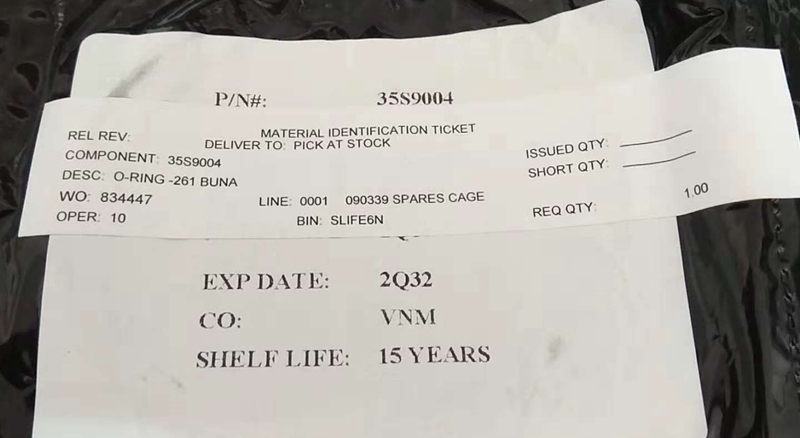 P/N#: 35S9004
MATERIAL IDENTIFICATION TICKET
REL REV: DELIVER TO: PICK AT STOCK ISSUED QTY:
COMPONENT: 35S9004 SHORT QTY:
DESC: O-RING -261 BUNA
WO: 834447 LINE: 0001 090339 SPARES CAGE REQ QTY: 1.00
OPER: 10 BIN: SLIFE6N
EXP DATE: 2Q32
CO: VNM
SHELF LIFE: 15 YEARS